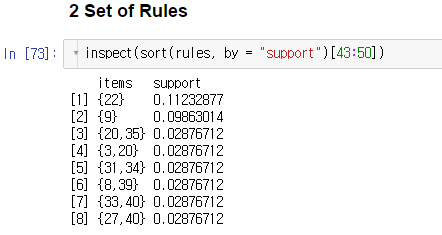 2 Set of Rules
In [73]: inspect(sort(rules, by = "support")[43:50])
items support
[1] {22} 0.11232877
[2] {9} 0.09863014
[3] {20,35} 0.02876712
[4] {3,20} 0.02876712
[5] {31,34} 0.02876712
[6] {8,39} 0.02876712
[7] {33,40} 0.02876712
[8] {27,40} 0.02876712